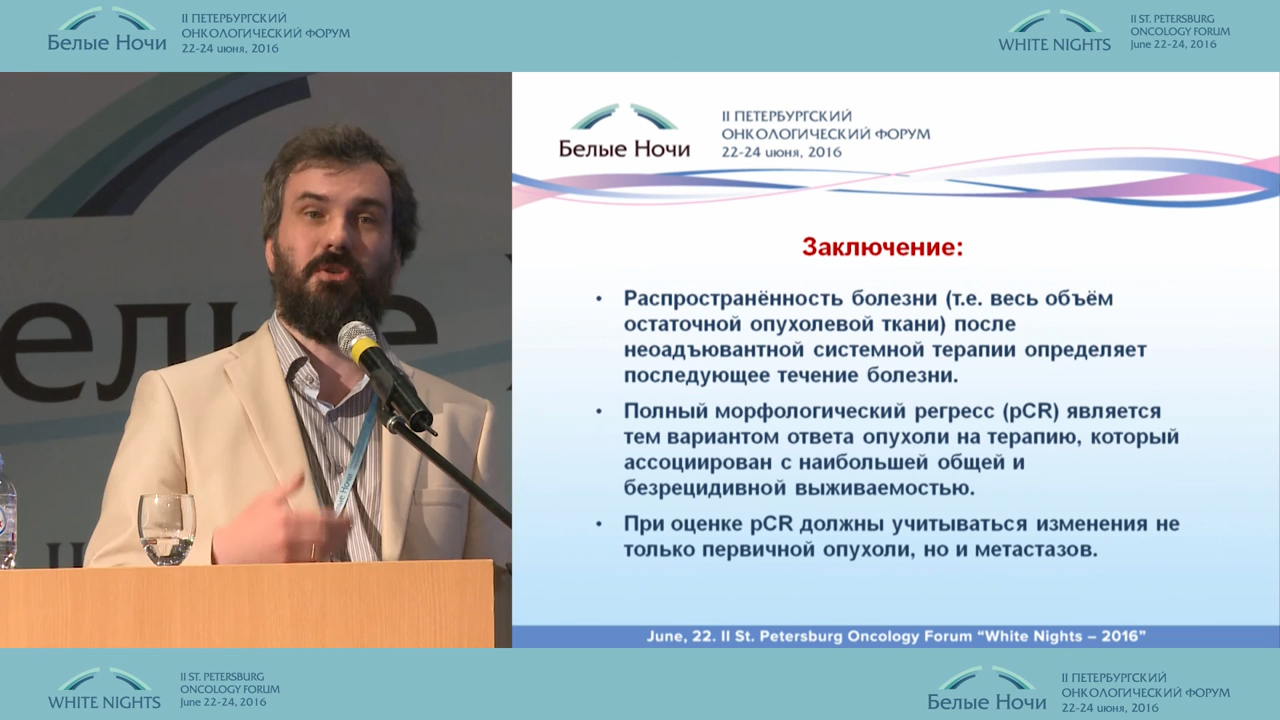 Белые Ночи
II ПЕТЕРБУРГСКИЙ
ОНКОЛОГИЧЕСКИЙ ФОРУМ
22-24 июня, 2016
WHITE NIGHTS
II ST. PETERSBURG
ONCOLOGY FORUM
June 22-24, 2016
Белые Ночи
II ПЕТЕРБУРГСКИЙ
ОНКОЛОГИЧЕСКИЙ ФОРУМ
22-24 июня, 2016
Заключение:
• Распространённость болезни (т.е. весь объём
остаточной опухолевой ткани) после
неоадъювантной системной терапии определяет
последующее течение болезни.
• Полный морфологический регресс (pCR) является
тем вариантом ответа опухоли на терапию, который
ассоциирован с наибольшей общей и
безрецидивной выживаемостью.
• При оценке pCR должны учитываться изменения не
только первичной опухоли, но и метастазов.
June, 22. II St. Petersburg Oncology Forum “White Nights – 2016”
WHITE NIGHTS
II ST. PETERSBURG
ONCOLOGY FORUM
June 22-24, 2016
Белые Ночи
II ПЕТЕРБУРГСКИЙ
ОНКОЛОГИЧЕСКИЙ ФОРУМ
22-24 июня, 2016